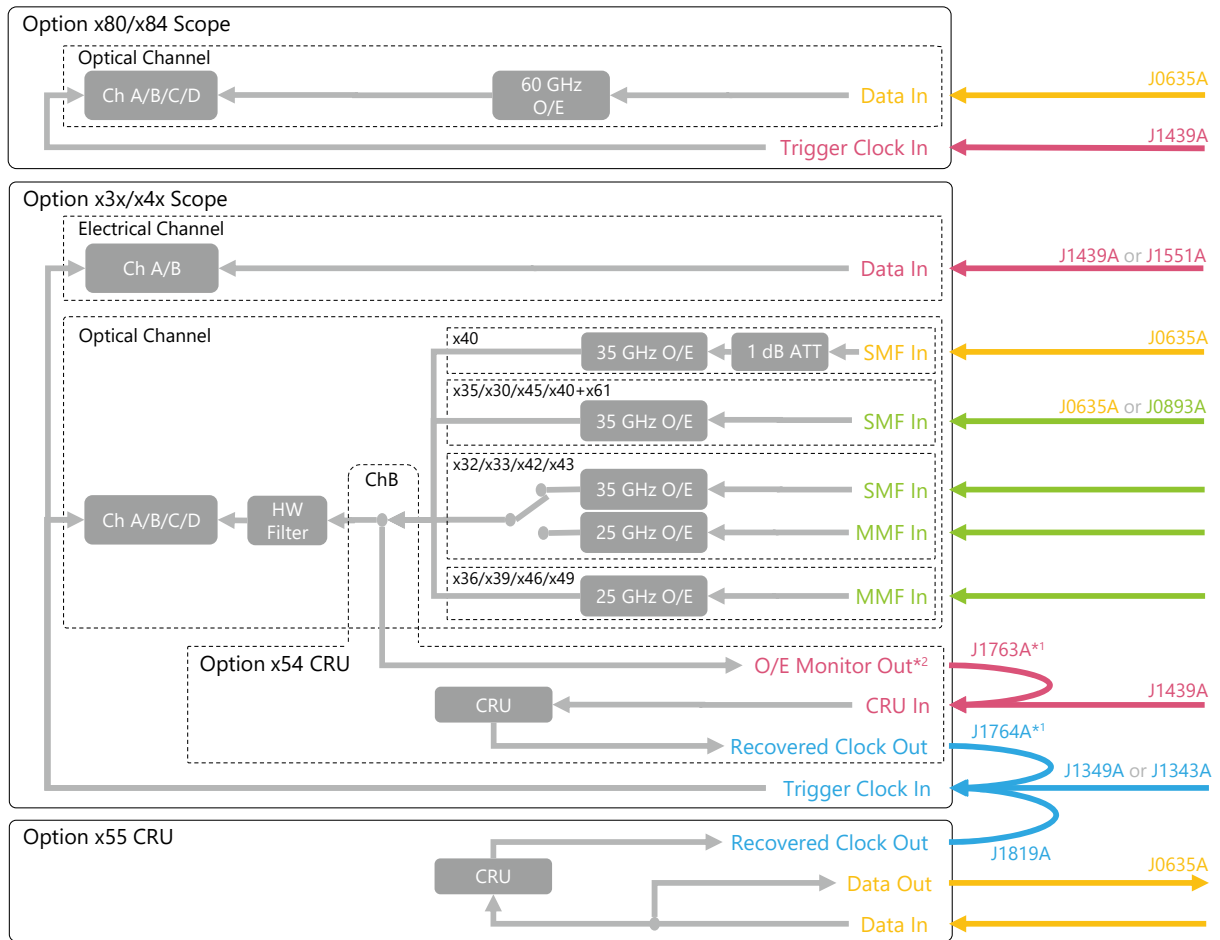 Option x80/x84 Scope
Optical Channel
Ch A/B/C/D
60 GHz
O/E
Data In
J0635A
Trigger Clock In
J1439A
Option x3x/x4x Scope
Electrical Channel
Ch A/B
Data In
J1439A or J1551A
Optical Channel
x40
35 GHz O/E
1 dB ATT
SMF In
J0635A
x35/x30/x45/x40+x61
35 GHz O/E
SMF In
J0635A or J0893A
x32/x33/x42/x43
ChB
35 GHz O/E
SMF In
Ch A/B/C/D
HW
Filter
25 GHz O/E
MMF In
x36/x39/x46/x49
25 GHz O/E
MMF In
Option x54 CRU
O/E Monitor Out*2
J1763A*1
CRU
CRU In
J1439A
Recovered Clock Out
J1764A*1
Trigger Clock In
J1349A or J1343A
Option x55 CRU
Recovered Clock Out
J1819A
CRU
Data Out
J0635A
Data In